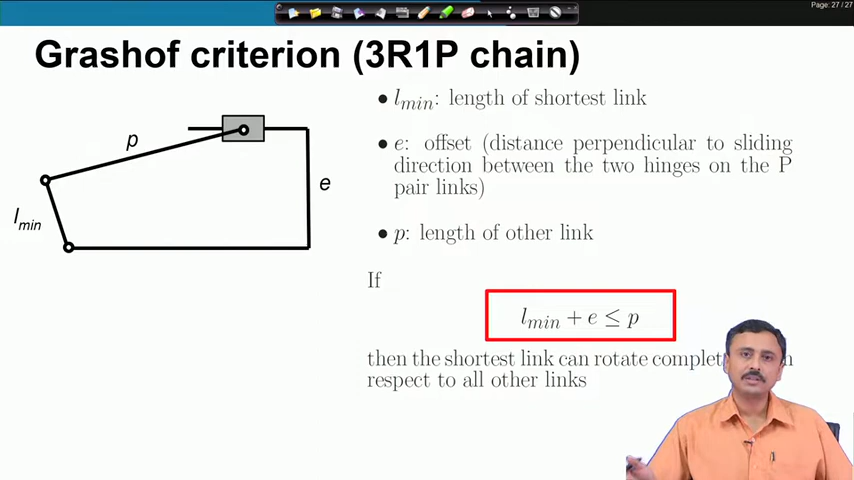 Page: 27 / 27
Grashof criterion (3R1P chain)
• l_min: length of shortest link
p
• e: offset (distance perpendicular to sliding
direction between the two hinges on the P
pair links)
e
l_min
• p: length of other link
If
l_min + e ≤ p
then the shortest link can rotate
respect to all other links